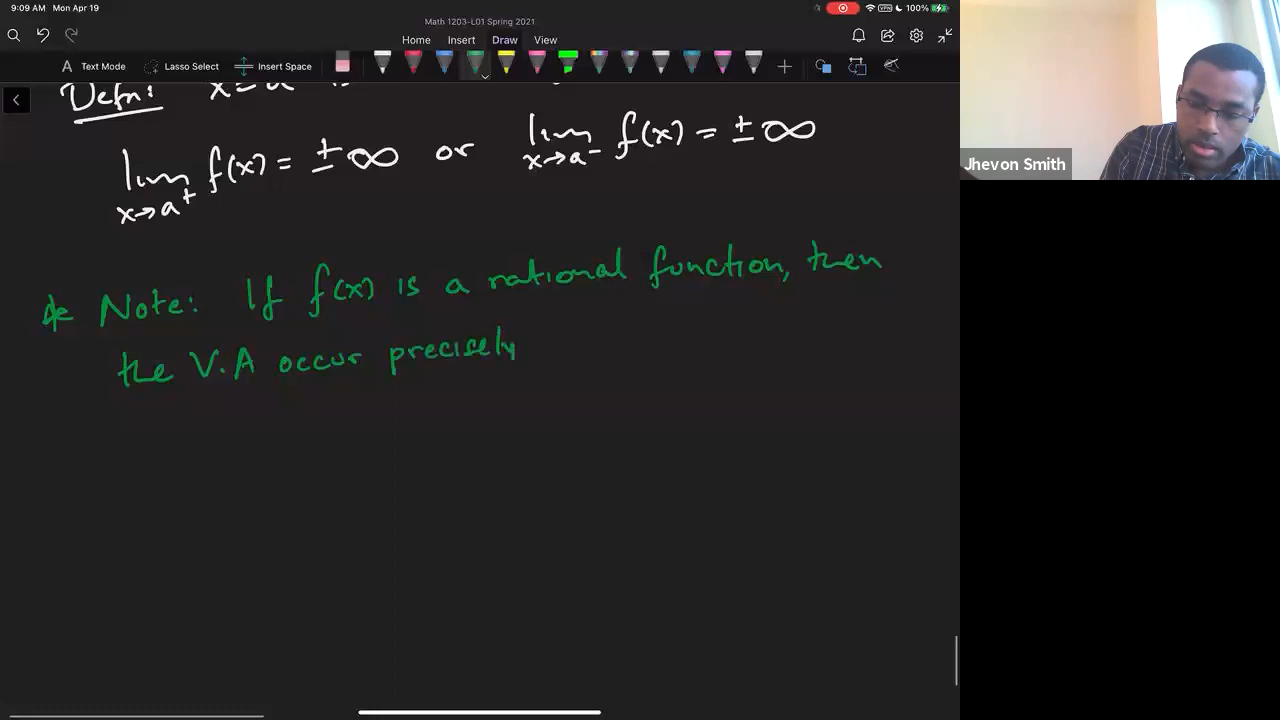 9:09 AM Mon Apr 19
100%
Math 1203-L01 Spring 2021
Home Insert Draw View
Text Mode Lasso Select Insert Space
Defn: x=a
lim x→a⁺ f(x) = ±∞ or lim x→a⁻ f(x) = ±∞
* Note: If f(x) is a rational function, then
the V.A occur precisely
Jhevon Smith